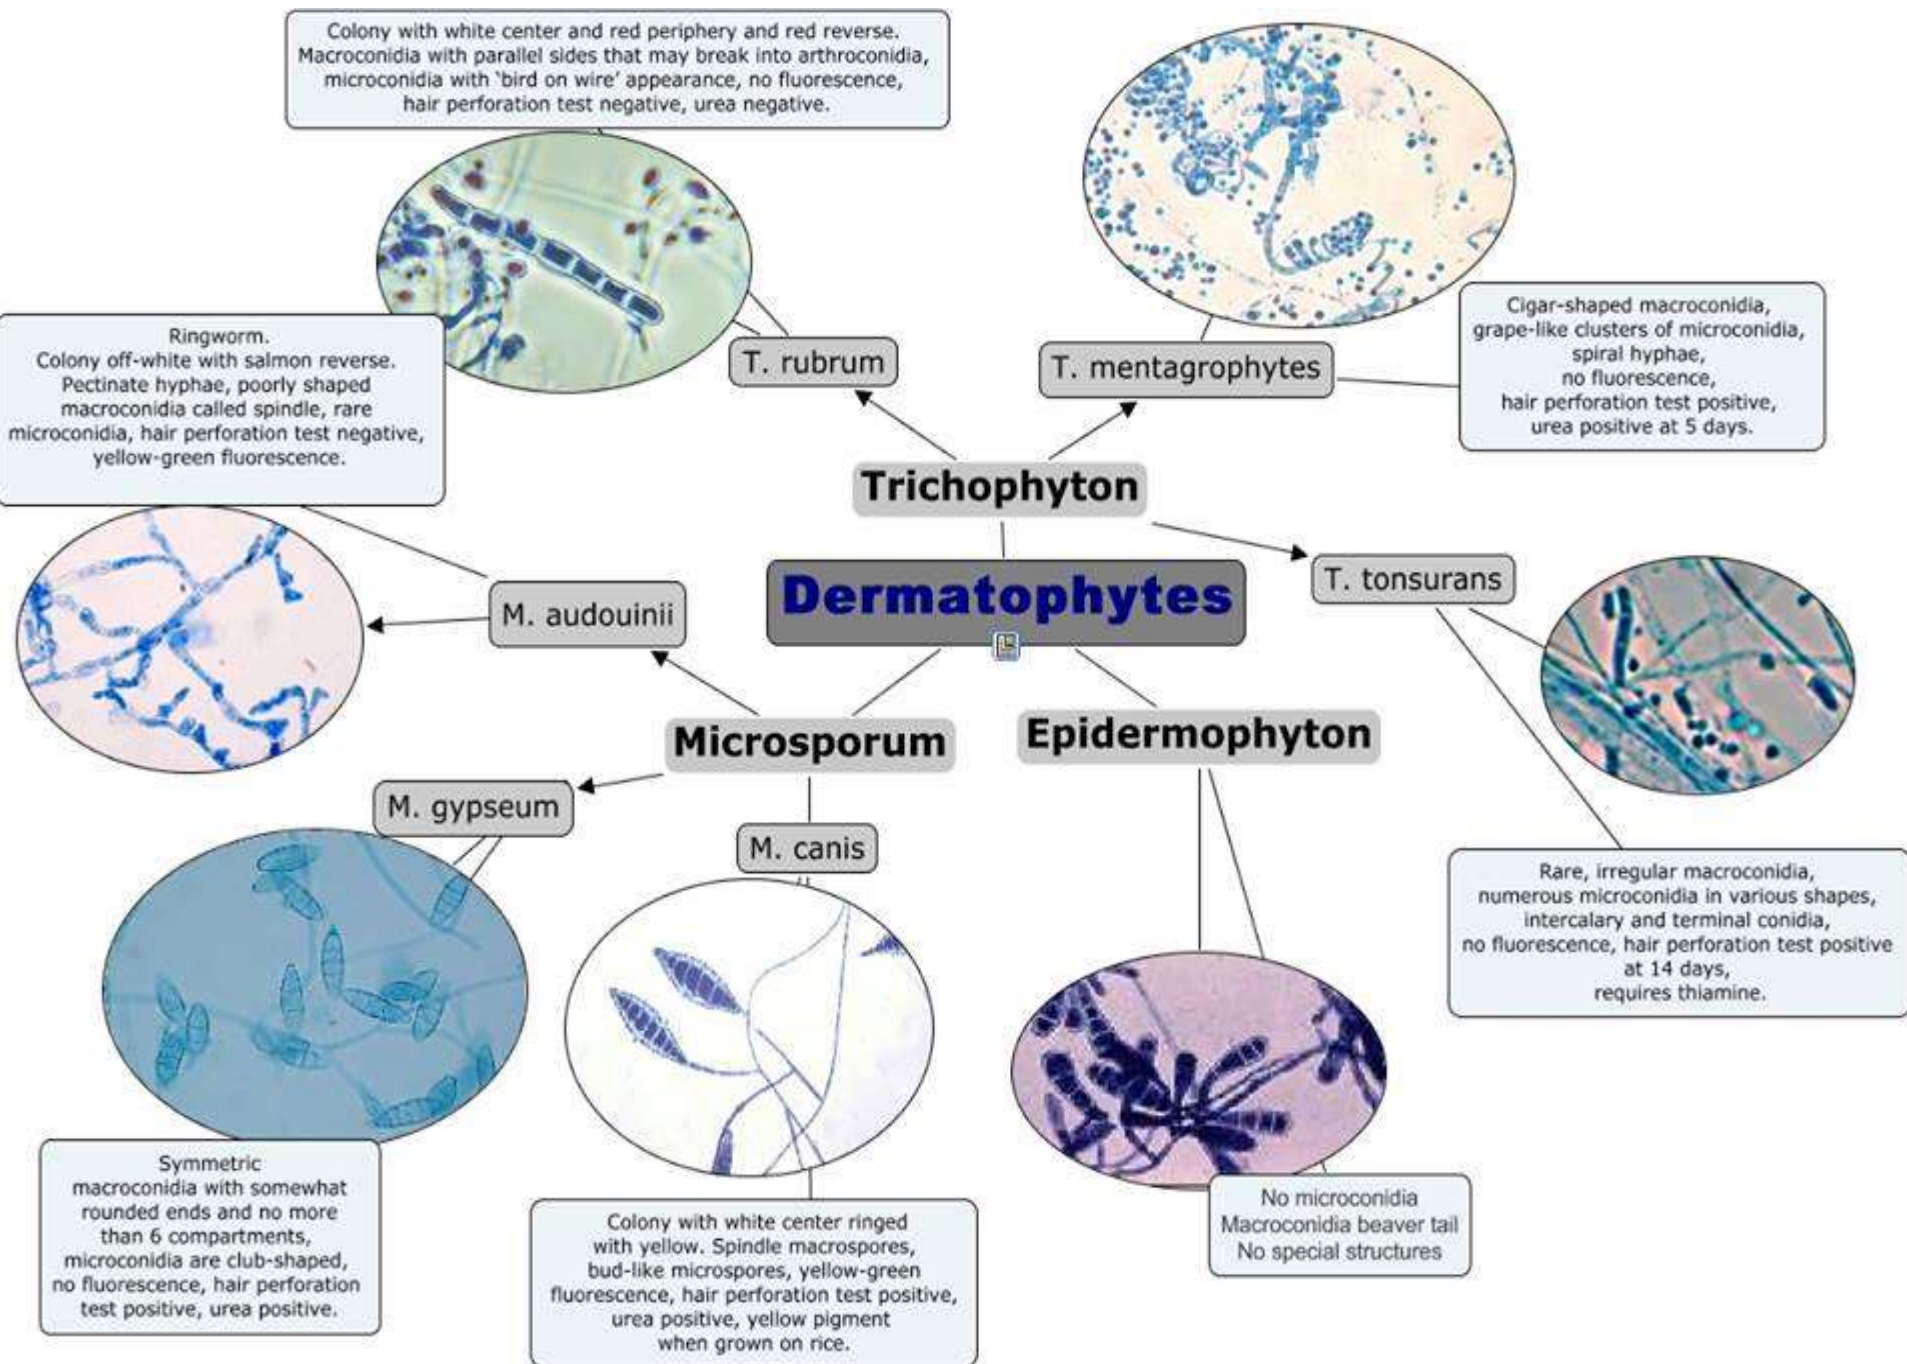 Colony with white center and red periphery and red reverse.
Macroconidia with parallel sides that may break into arthroconidia,
microconidia with ‘bird on wire’ appearance, no fluorescence,
hair perforation test negative, urea negative.
T. rubrum
T. mentagrophytes
Cigar-shaped macroconidia,
grape-like clusters of microconidia,
spiral hyphae,
no fluorescence,
hair perforation test positive,
urea positive at 5 days.
Ringworm.
Colony off-white with salmon reverse.
Pectinate hyphae, poorly shaped
macroconidia called spindle, rare
microconidia, hair perforation test negative,
yellow-green fluorescence.
Trichophyton
Dermatophytes
T. tonsurans
M. audouinii
Microsporum
Epidermophyton
M. gypseum
M. canis
Rare, irregular macroconidia,
numerous microconidia in various shapes,
intercalary and terminal conidia,
no fluorescence, hair perforation test positive
at 14 days,
requires thiamine.
Symmetric
macroconidia with somewhat
rounded ends and no more
than 6 compartments,
microconidia are club-shaped,
no fluorescence, hair perforation
test positive, urea positive.
Colony with white center ringed
with yellow. Spindle macrospores,
bud-like microspores, yellow-green
fluorescence, hair perforation test positive,
urea positive, yellow pigment
when grown on rice.
No microconidia
Macroconidia beaver tail
No special structures